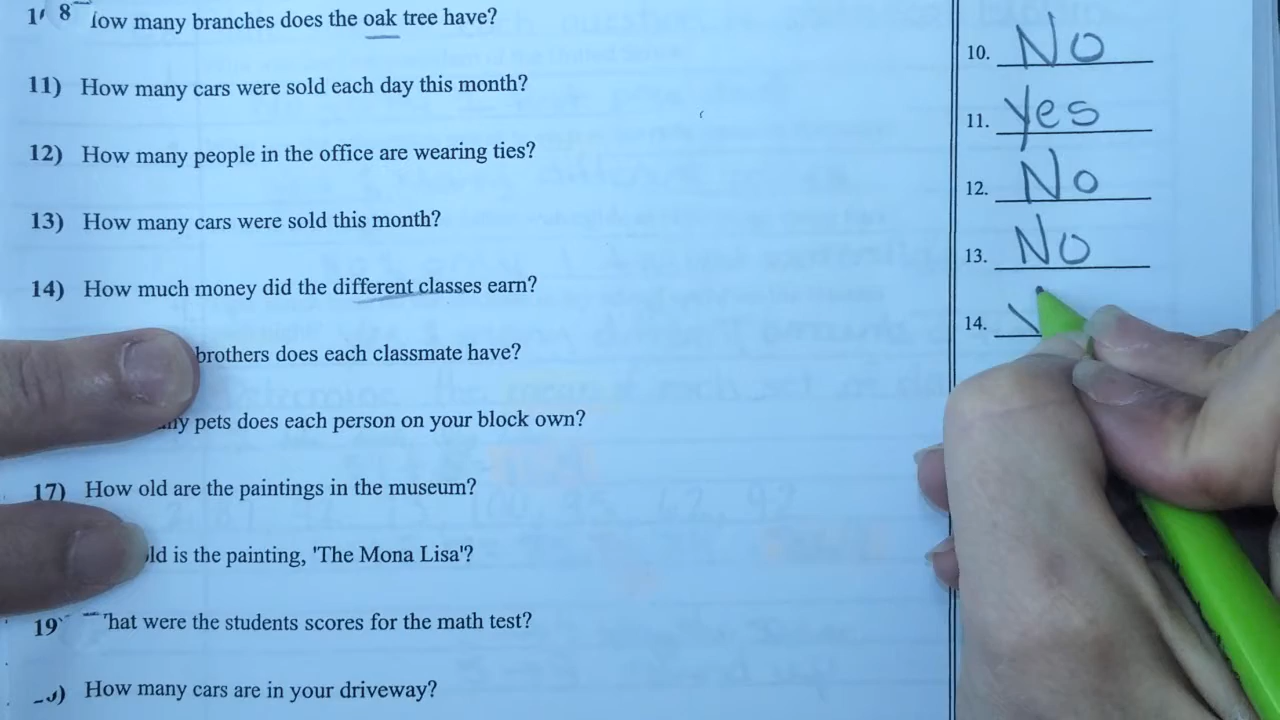 How many branches does the oak tree have?
10. No
11) How many cars were sold each day this month?
11. Yes
12) How many people in the office are wearing ties?
12. No
13) How many cars were sold this month?
13. No
14) How much money did the different classes earn?
14.
brothers does each classmate have?
pets does each person on your block own?
17) How old are the paintings in the museum?
is the painting, 'The Mona Lisa'?
19 What were the students scores for the math test?
How many cars are in your driveway?